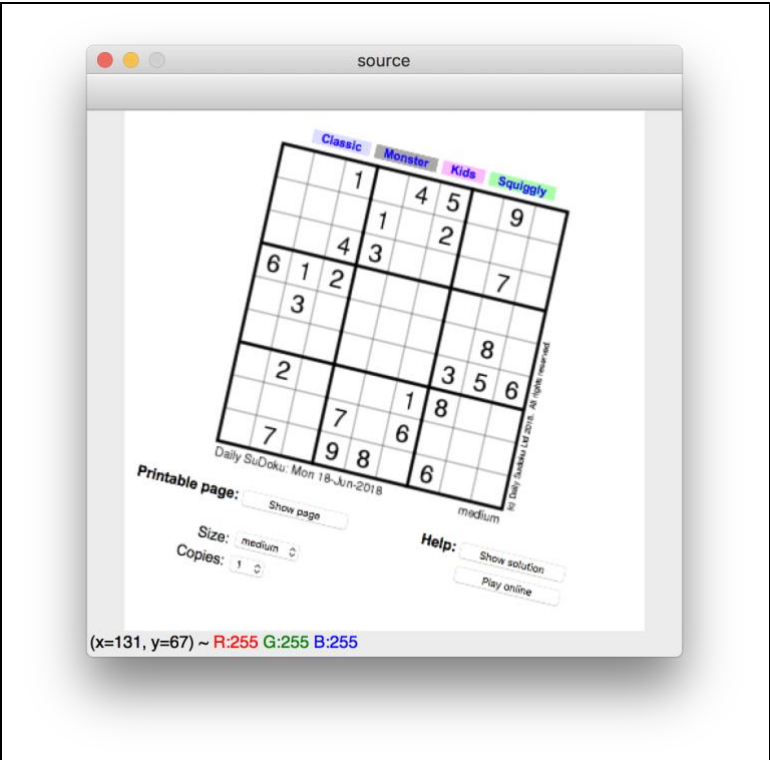 source
Classic Monster Kids Squiggly
1 4 5 9
1 2
4 3 7
6 1 2
3 8
3 5 6
2 1 8
7 6
7 9 8 6
(c) Daily Sudoku Ltd 2018. All rights reserved.
Daily SuDoku: Mon 18-Jun-2018
medium
Printable page: Show page
Size: medium
Copies: 1
Help: Show solution
Play online
(x=131, y=67) ~ R:255 G:255 B:255